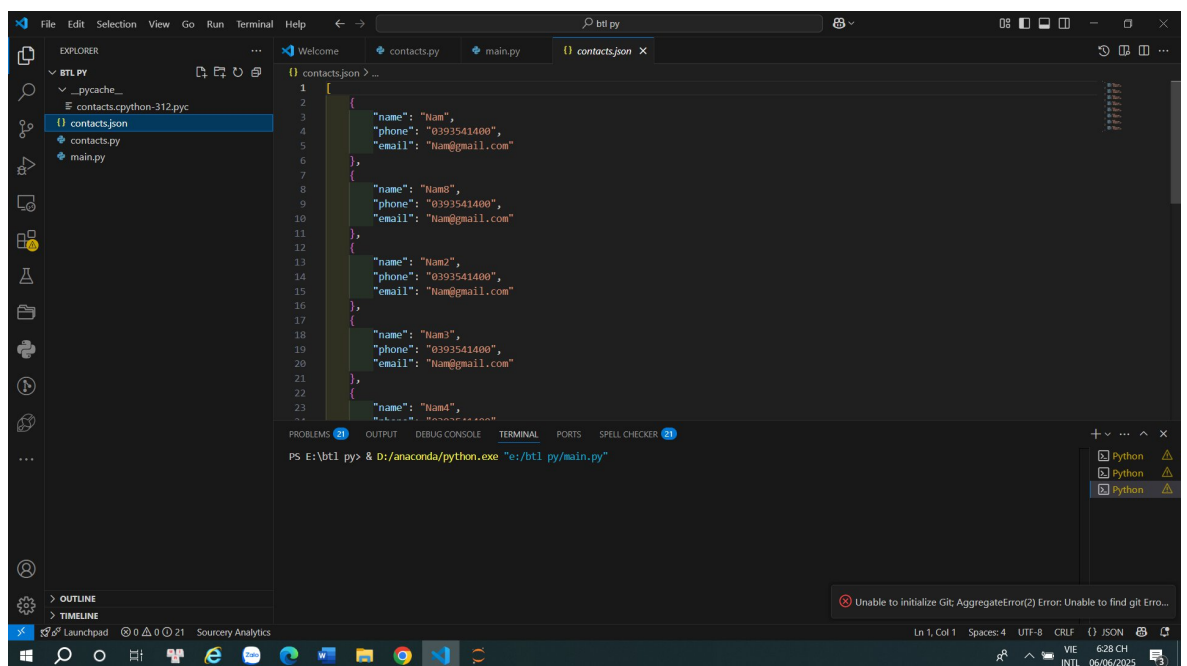 File Edit Selection View Go Run Terminal Help
btl py
EXPLORER
Welcome
contacts.py
main.py
{} contacts.json
BTL PY
__pycache__
contacts.cpython-312.pyc
{} contacts.json
contacts.py
main.py
{} contacts.json > ...
1 [
2 {
3 "name": "Nam",
4 "phone": "0393541400",
5 "email": "Nam@gmail.com"
6 },
7 {
8 "name": "Nam8",
9 "phone": "0393541400",
10 "email": "Nam@gmail.com"
11 },
12 {
13 "name": "Nam2",
14 "phone": "0393541400",
15 "email": "Nam@gmail.com"
16 },
17 {
18 "name": "Nam3",
19 "phone": "0393541400",
20 "email": "Nam@gmail.com"
21 },
22 {
23 "name": "Nam4",
PROBLEMS 21 OUTPUT DEBUG CONSOLE TERMINAL PORTS SPELL CHECKER 21
PS E:\btl py> & D:/anaconda/python.exe "e:/btl py/main.py"
Python
Python
Python
Unable to initialize Git; AggregateError(2) Error: Unable to find git Erro...
OUTLINE
TIMELINE
Launchpad 0 0 21 Sourcery Analytics
Ln 1, Col 1 Spaces: 4 UTF-8 CRLF {} JSON
Zalo
VIE
INTL
6:28 CH
06/06/2025